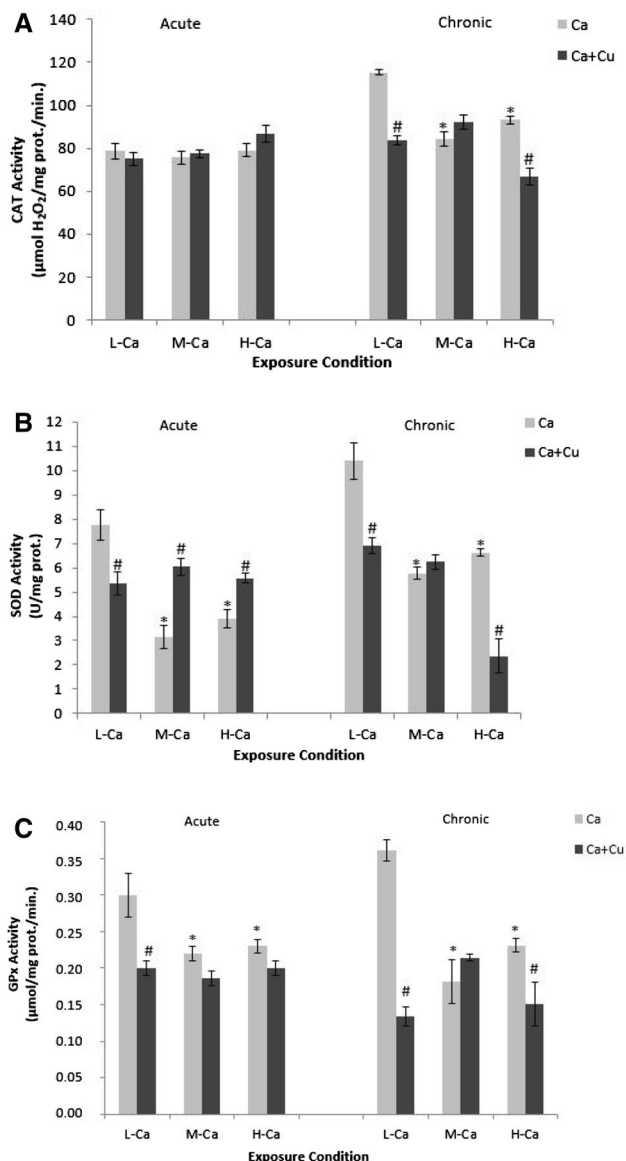 A
Acute
Chronic
Ca
Ca+Cu
CAT Activity
(µmol H₂O₂/mg prot./min.)
140
120
100
80
60
40
20
0
#
*
*
#
L-Ca M-Ca H-Ca L-Ca M-Ca H-Ca
Exposure Condition
B
Acute
Chronic
Ca
Ca+Cu
SOD Activity
(U/mg prot.)
12
11
10
9
8
7
6
5
4
3
2
1
0
#
*
#
*
#
#
*
*
#
L-Ca M-Ca H-Ca L-Ca M-Ca H-Ca
Exposure Condition
C
Acute
Chronic
Ca
Ca+Cu
GPx Activity
(µmol/mg prot./min.)
0.40
0.35
0.30
0.25
0.20
0.15
0.10
0.05
0.00
#
*
*
#
*
*
#
L-Ca M-Ca H-Ca L-Ca M-Ca H-Ca
Exposure Condition